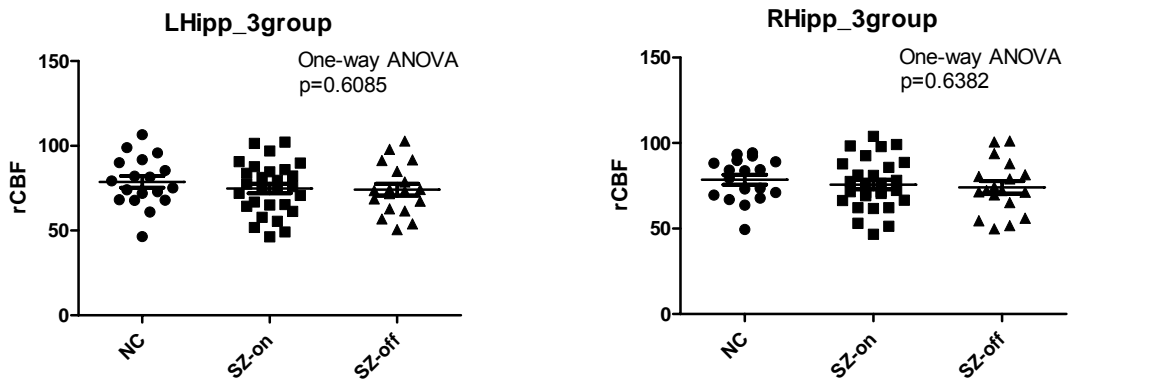 LHipp_3group
One-way ANOVA
p=0.6085
150
100
50
0
rCBF
NC
SZ-on
SZ-off
RHipp_3group
One-way ANOVA
p=0.6382
150
100
50
0
rCBF
NC
SZ-on
SZ-off